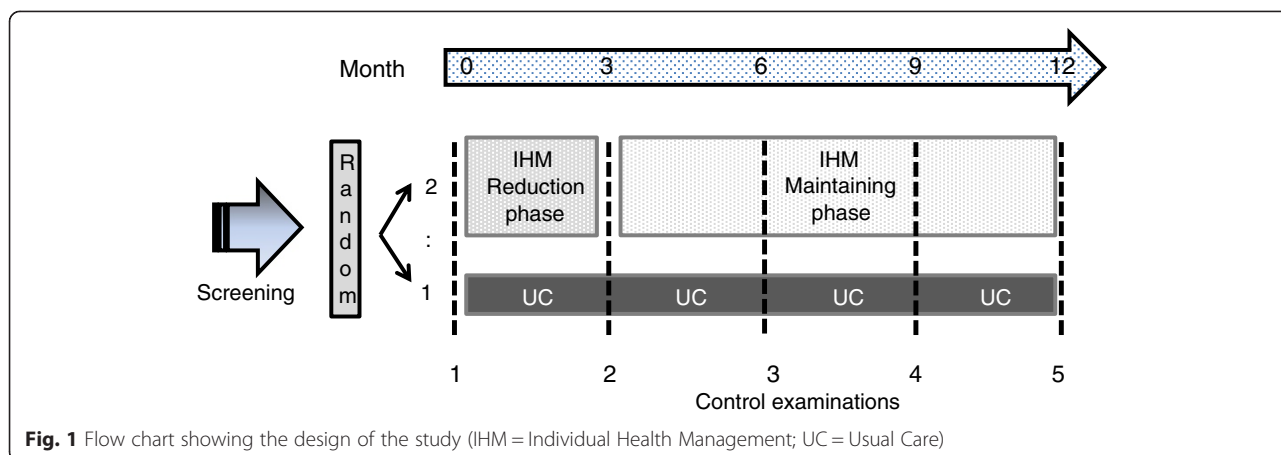 Month 0 3 6 9 12
Random
2
:
1
IHM
Reduction
phase
IHM
Maintaining
phase
Screening
UC UC UC UC
1 2 3 4 5
Control examinations
Fig. 1 Flow chart showing the design of the study (IHM = Individual Health Management; UC = Usual Care)